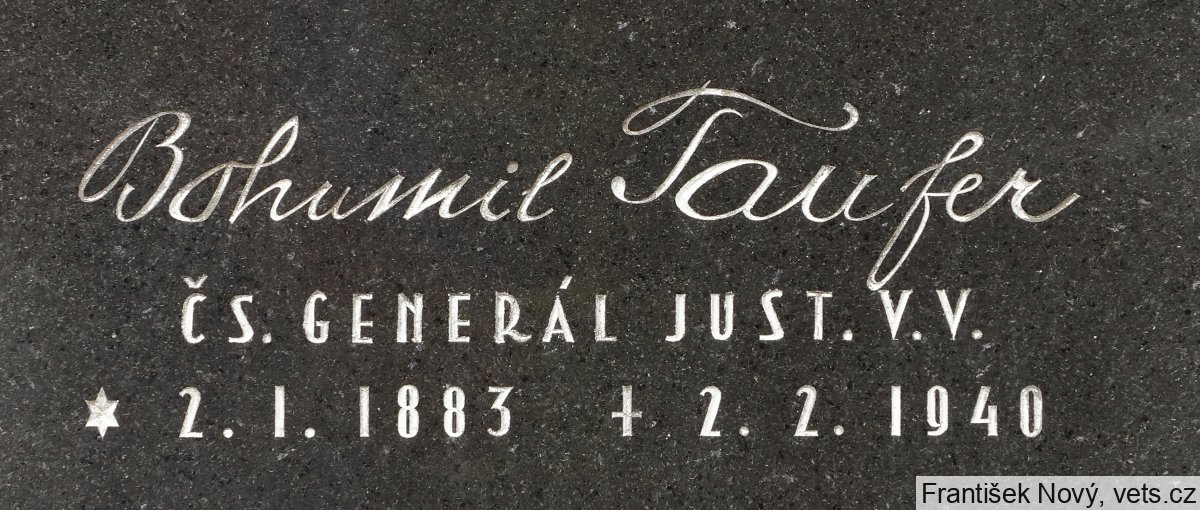 Bohumil Taufer
ČS. GENERÁL JUST. V.V.
* 2. 1. 1883 † 2. 2. 1940
František Nový, vets.cz